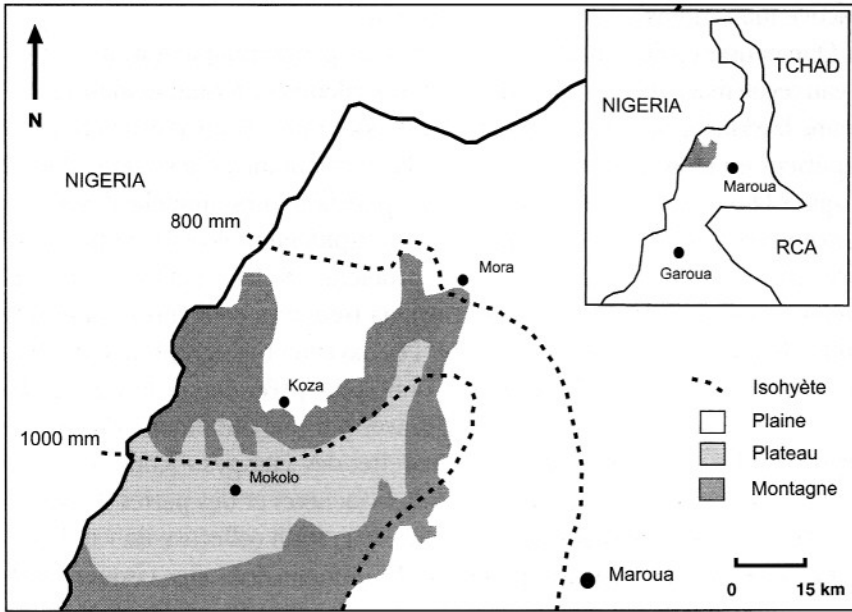 N
NIGERIA
800 mm
Mora
Koza
1000 mm
Mokolo
Maroua
TCHAD
NIGERIA
Maroua
RCA
Garoua
Isohyète
Plaine
Plateau
Montagne
0 15 km